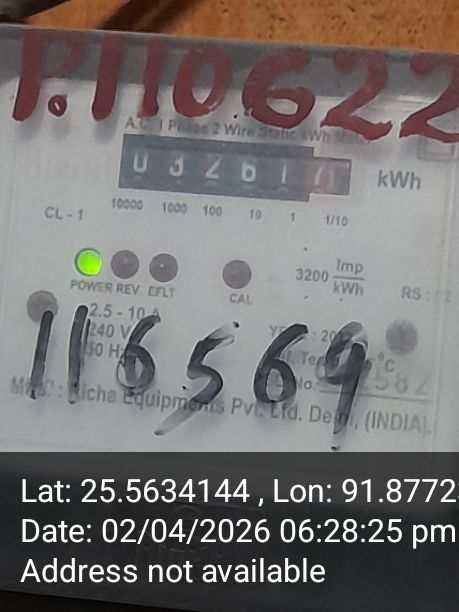 P.110622
A.C. 1 Phase 2 Wire Static kWh Meter
0 3 2 6 1 kWh
10000 1000 100 10 1 1/10
CL - 1
3200 Imp/kWh
POWER REV. EFLT CAL RS : 12
2.5 - 10 A
240 V
50 Hz
116569
Richa Equipments Pvt. Ltd. Delhi, (INDIA).
Lat: 25.5634144 , Lon: 91.8772
Date: 02/04/2026 06:28:25 pm
Address not available